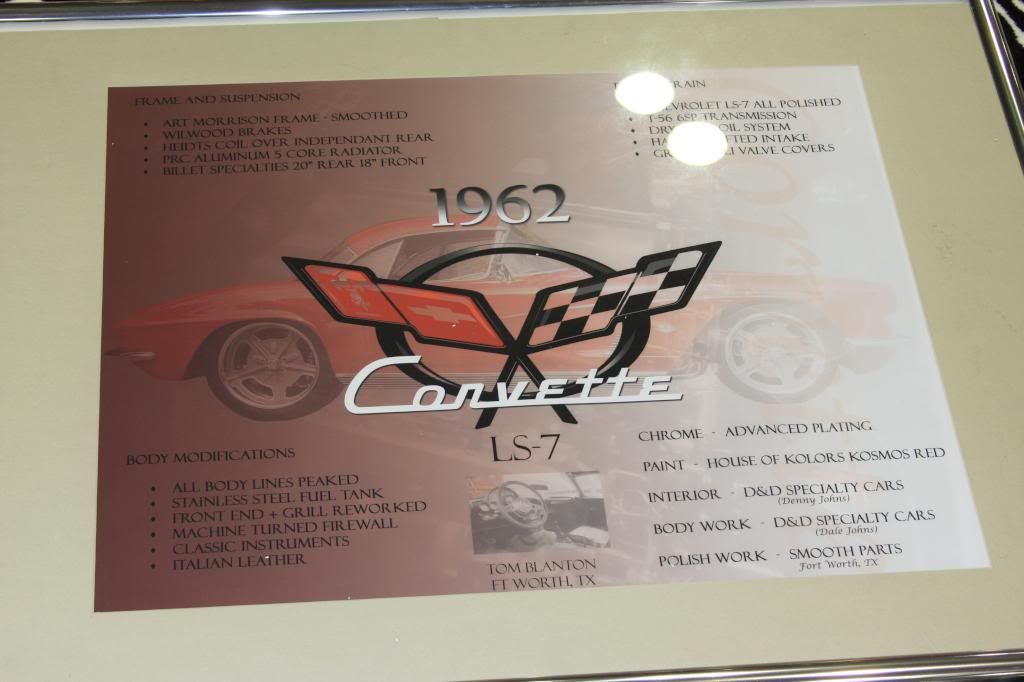 FRAME AND SUSPENSION
• ART MORRISON FRAME - SMOOTHED
• WILWOOD BRAKES
• HEIDTS COIL OVER INDEPENDANT REAR
• PRC ALUMINUM 5 CORE RADIATOR
• BILLET SPECIALTIES 20" REAR 18" FRONT
CHEVROLET LS-7 ALL POLISHED
• T-56 6SP TRANSMISSION
• OIL SYSTEM
• INTAKE
• VALVE COVERS
1962
Corvette
LS-7
BODY MODIFICATIONS
• ALL BODY LINES PEAKED
• STAINLESS STEEL FUEL TANK
• FRONT END + GRILL REWORKED
• MACHINE TURNED FIREWALL
• CLASSIC INSTRUMENTS
• ITALIAN LEATHER
TOM BLANTON
FT WORTH, TX
CHROME - ADVANCED PLATING
PAINT - HOUSE OF KOLORS KOSMOS RED
INTERIOR - D&D SPECIALTY CARS
(Denny Johns)
BODY WORK - D&D SPECIALTY CARS
(Dale Johns)
POLISH WORK - SMOOTH PARTS
Fort Worth, TX